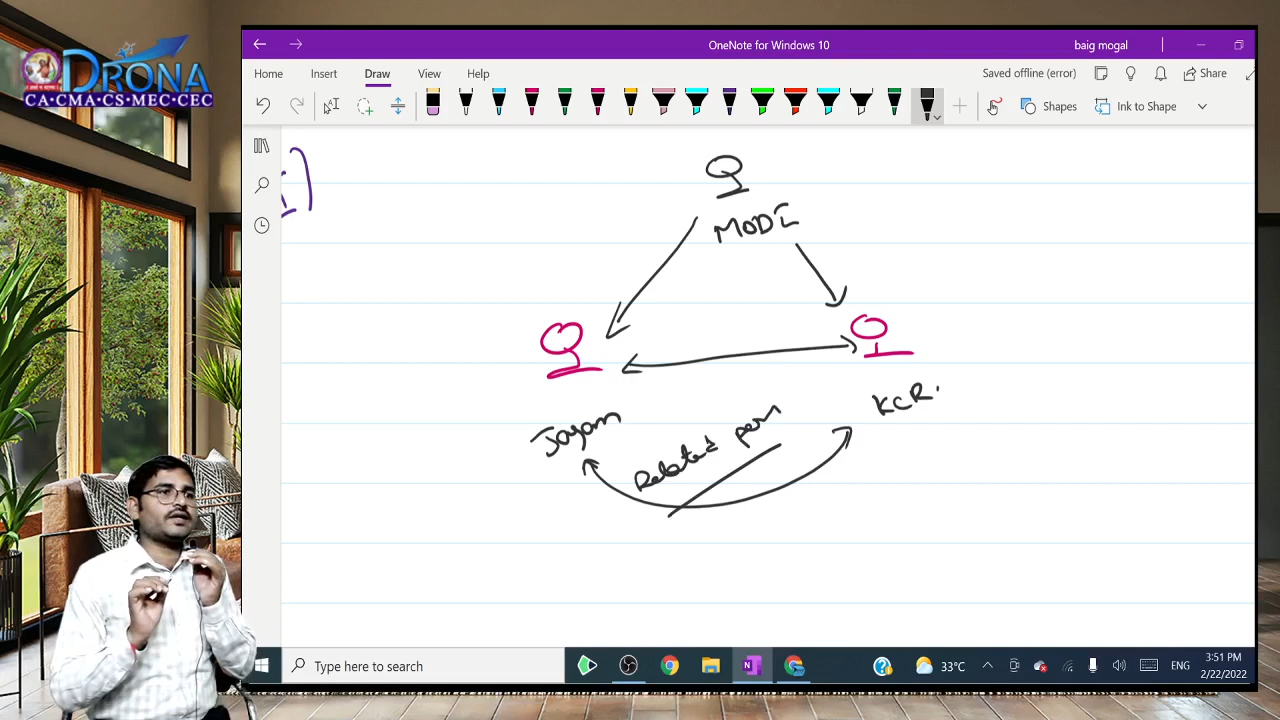 DRONA
CA•CMA•CS•MEC•CEC
OneNote for Windows 10
baig mogal
Home Insert Draw View Help
Saved offline (error)
Share
Shapes
Ink to Shape
MODI
Jagan
KCR.
Related
Type here to search
33°C
ENG
3:51 PM
2/22/2022